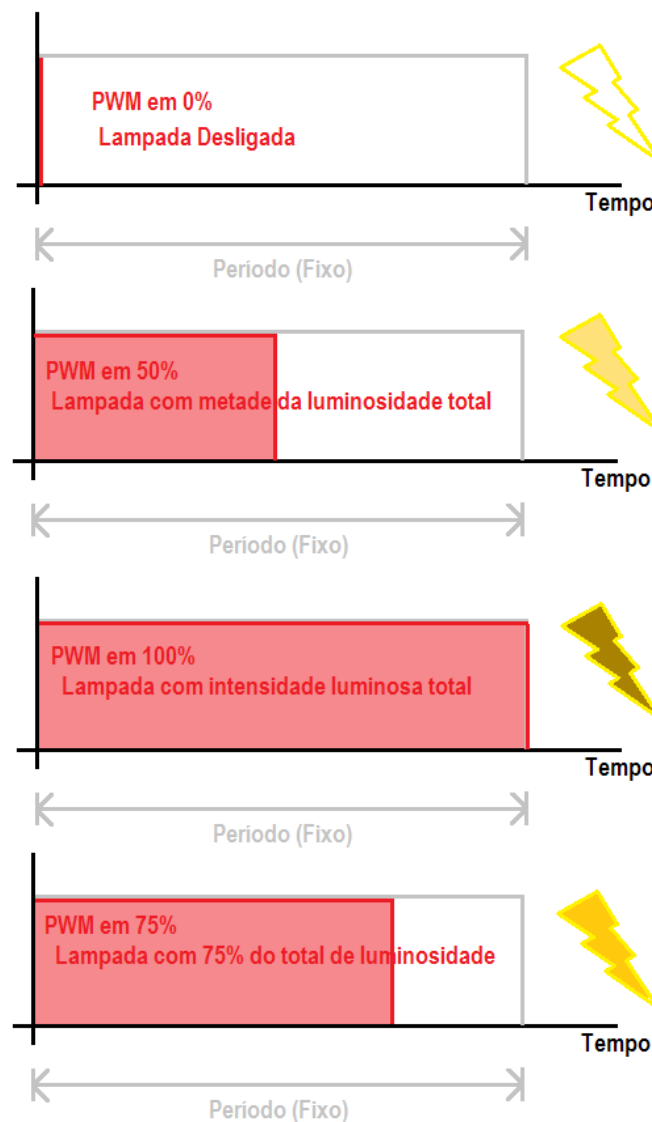 PWM em 0%
Lampada Desligada
Tempo
Período (Fixo)
PWM em 50%
Lampada com metade da luminosidade total
Tempo
Período (Fixo)
PWM em 100%
Lampada com intensidade luminosa total
Tempo
Período (Fixo)
PWM em 75%
Lampada com 75% do total de luminosidade
Tempo
Período (Fixo)